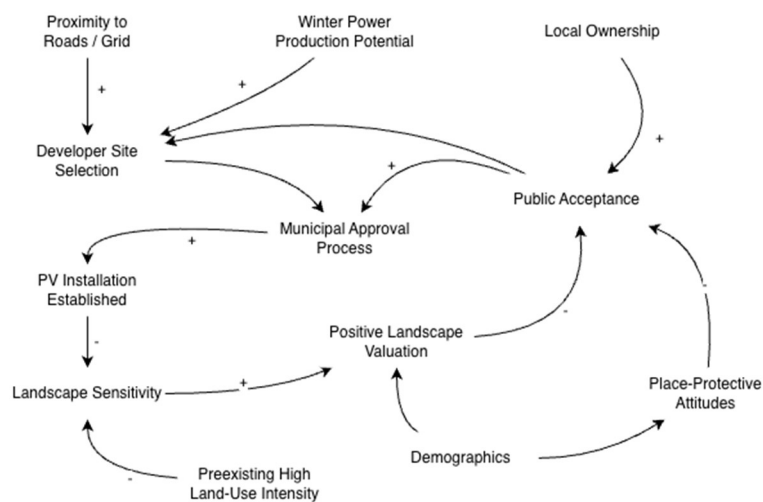 Proximity to
Roads / Grid
Winter Power
Production Potential
Local Ownership
+
+
+
Developer Site
Selection
+
Public Acceptance
Municipal Approval
Process
+
PV Installation
Established
-
-
-
Positive Landscape
Valuation
Landscape Sensitivity
+
Place-Protective
Attitudes
Demographics
-
Preexisting High
Land-Use Intensity